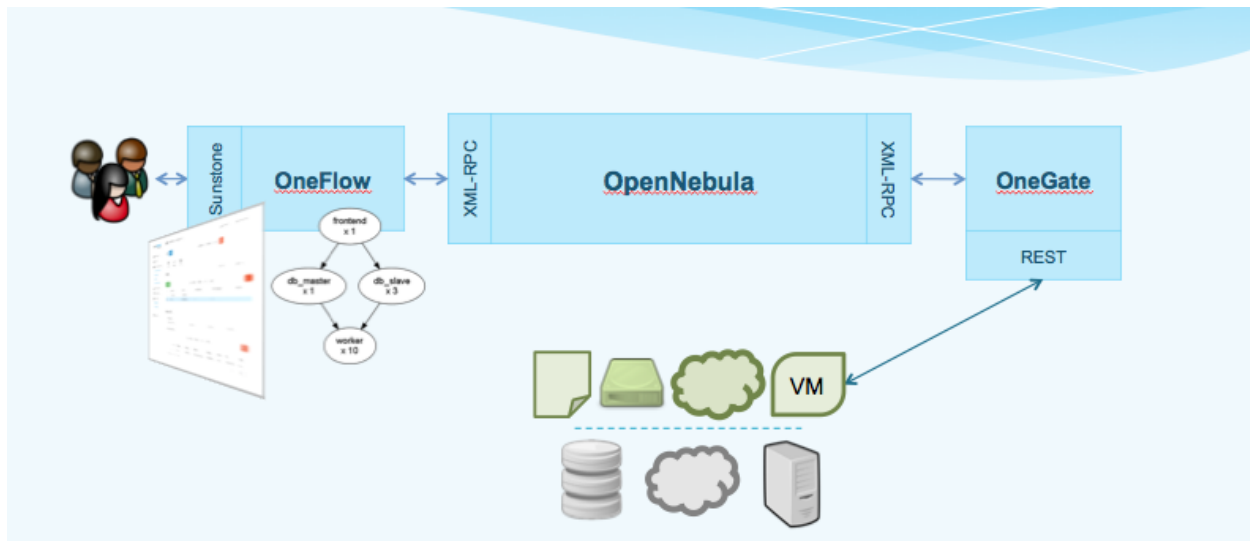 Sunstone
OneFlow
XML-RPC
OpenNebula
XML-RPC
OneGate
REST
frontend
x 1
db_master
x 1
db_slave
x 3
worker
x 10
VM